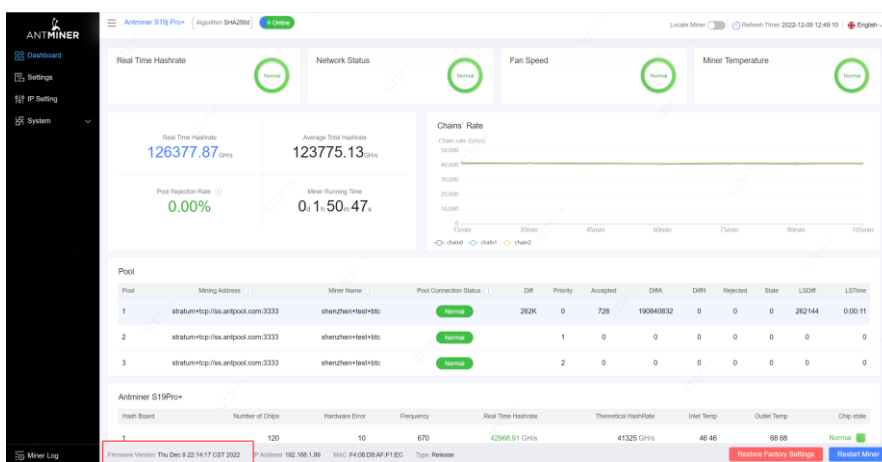 ANTMINER
Antminer S19j Pro+ { Algorithm SHA256d } Online
Locate Miner Refresh Timer 2022-12-09 12:49:10 English
Dashboard
Settings
IP Setting
System
Real Time Hashrate Normal
Network Status Normal
Fan Speed Normal
Miner Temperature Normal
Real Time Hashrate
126377.87 GH/s
Average Total Hashrate
123775.13 GH/s
Pool Rejection Rate
0.00%
Miner Running Time
0d 1h 50m 47s
Chains' Rate
Chain rate (GH/s)
50,000
40,000
30,000
20,000
10,000
0
15min 30min 45min 60min 75min 90min 105min
chain0 chain1 chain2
Pool
Pool Mining Address Miner Name Pool Connection Status Diff Priority Accepted DiffA DiffR Rejected Stale LSDiff LSTime
1 stratum+tcp://ss.antpool.com:3333 shenzhen+test+btc Normal 262K 0 728 190840832 0 0 0 262144 0:00:11
2 stratum+tcp://ss.antpool.com:3333 shenzhen+test+btc Normal 1 0 0 0 0 0 0 0
3 stratum+tcp://ss.antpool.com:3333 shenzhen+test+btc Normal 2 0 0 0 0 0 0 0
Antminer S19Pro+
Hash Board Number of Chips Hardware Error Frequency Real Time Hashrate Theoretical HashRate Inlet Temp Outlet Temp Chip state
1 120 10 670 42968.91 GH/s 41325 GH/s 46 46 68 68 Normal
Miner Log
Firmware Version Thu Dec 8 22:14:17 CST 2022 IP Address 192.168.1.99 MAC F4:06:D8:AF:F1:EC Type Release
Restore Factory Settings
Restart Miner